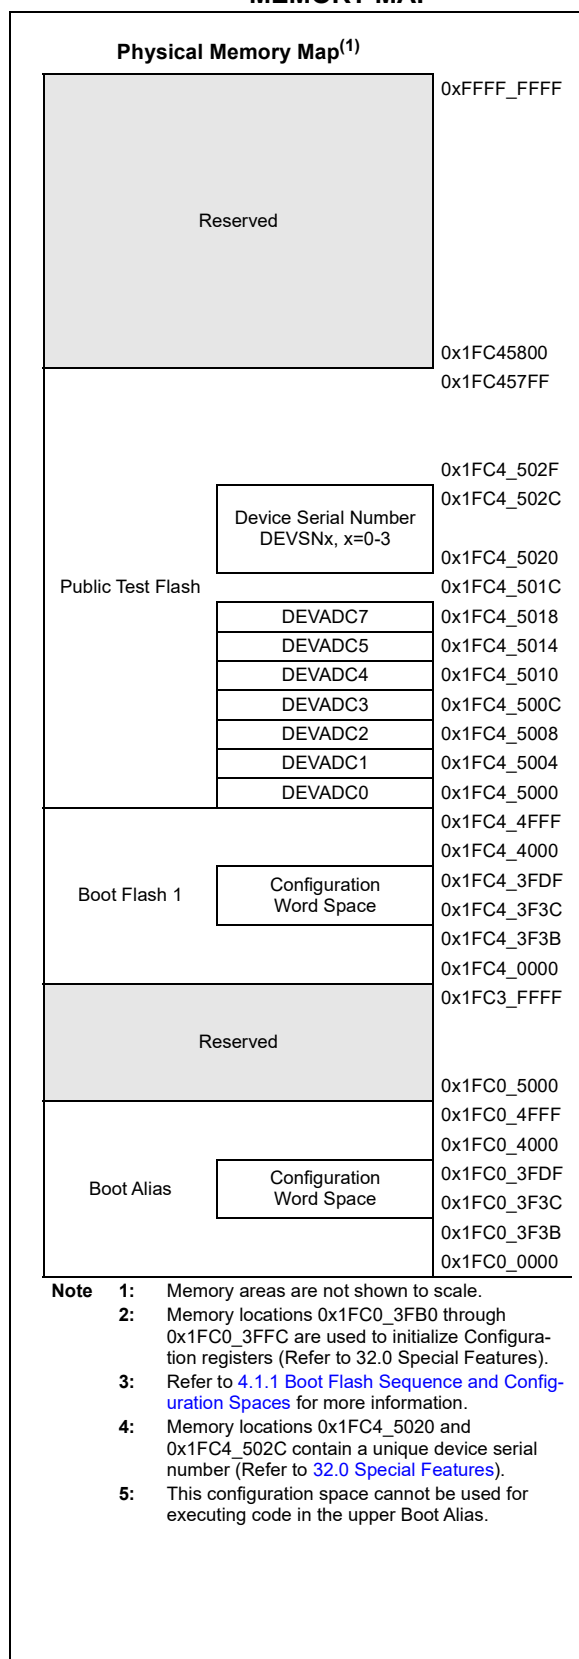 MEMORY MAP
Physical Memory Map(1)
0xFFFF_FFFF
Reserved
0x1FC45800
0x1FC457FF
0x1FC4_502F
0x1FC4_502C
Device Serial Number
DEVSNx, x=0-3
0x1FC4_5020
Public Test Flash
0x1FC4_501C
DEVADC7
0x1FC4_5018
DEVADC5
0x1FC4_5014
DEVADC4
0x1FC4_5010
DEVADC3
0x1FC4_500C
DEVADC2
0x1FC4_5008
DEVADC1
0x1FC4_5004
DEVADC0
0x1FC4_5000
0x1FC4_4FFF
0x1FC4_4000
Boot Flash 1
Configuration
Word Space
0x1FC4_3FDF
0x1FC4_3F3C
0x1FC4_3F3B
0x1FC4_0000
0x1FC3_FFFF
Reserved
0x1FC0_5000
0x1FC0_4FFF
0x1FC0_4000
Boot Alias
Configuration
Word Space
0x1FC0_3FDF
0x1FC0_3F3C
0x1FC0_3F3B
0x1FC0_0000
Note 1: Memory areas are not shown to scale.
2: Memory locations 0x1FC0_3FB0 through
0x1FC0_3FFC are used to initialize Configura-
tion registers (Refer to 32.0 Special Features).
3: Refer to 4.1.1 Boot Flash Sequence and Config-
uration Spaces for more information.
4: Memory locations 0x1FC4_5020 and
0x1FC4_502C contain a unique device serial
number (Refer to 32.0 Special Features).
5: This configuration space cannot be used for
executing code in the upper Boot Alias.